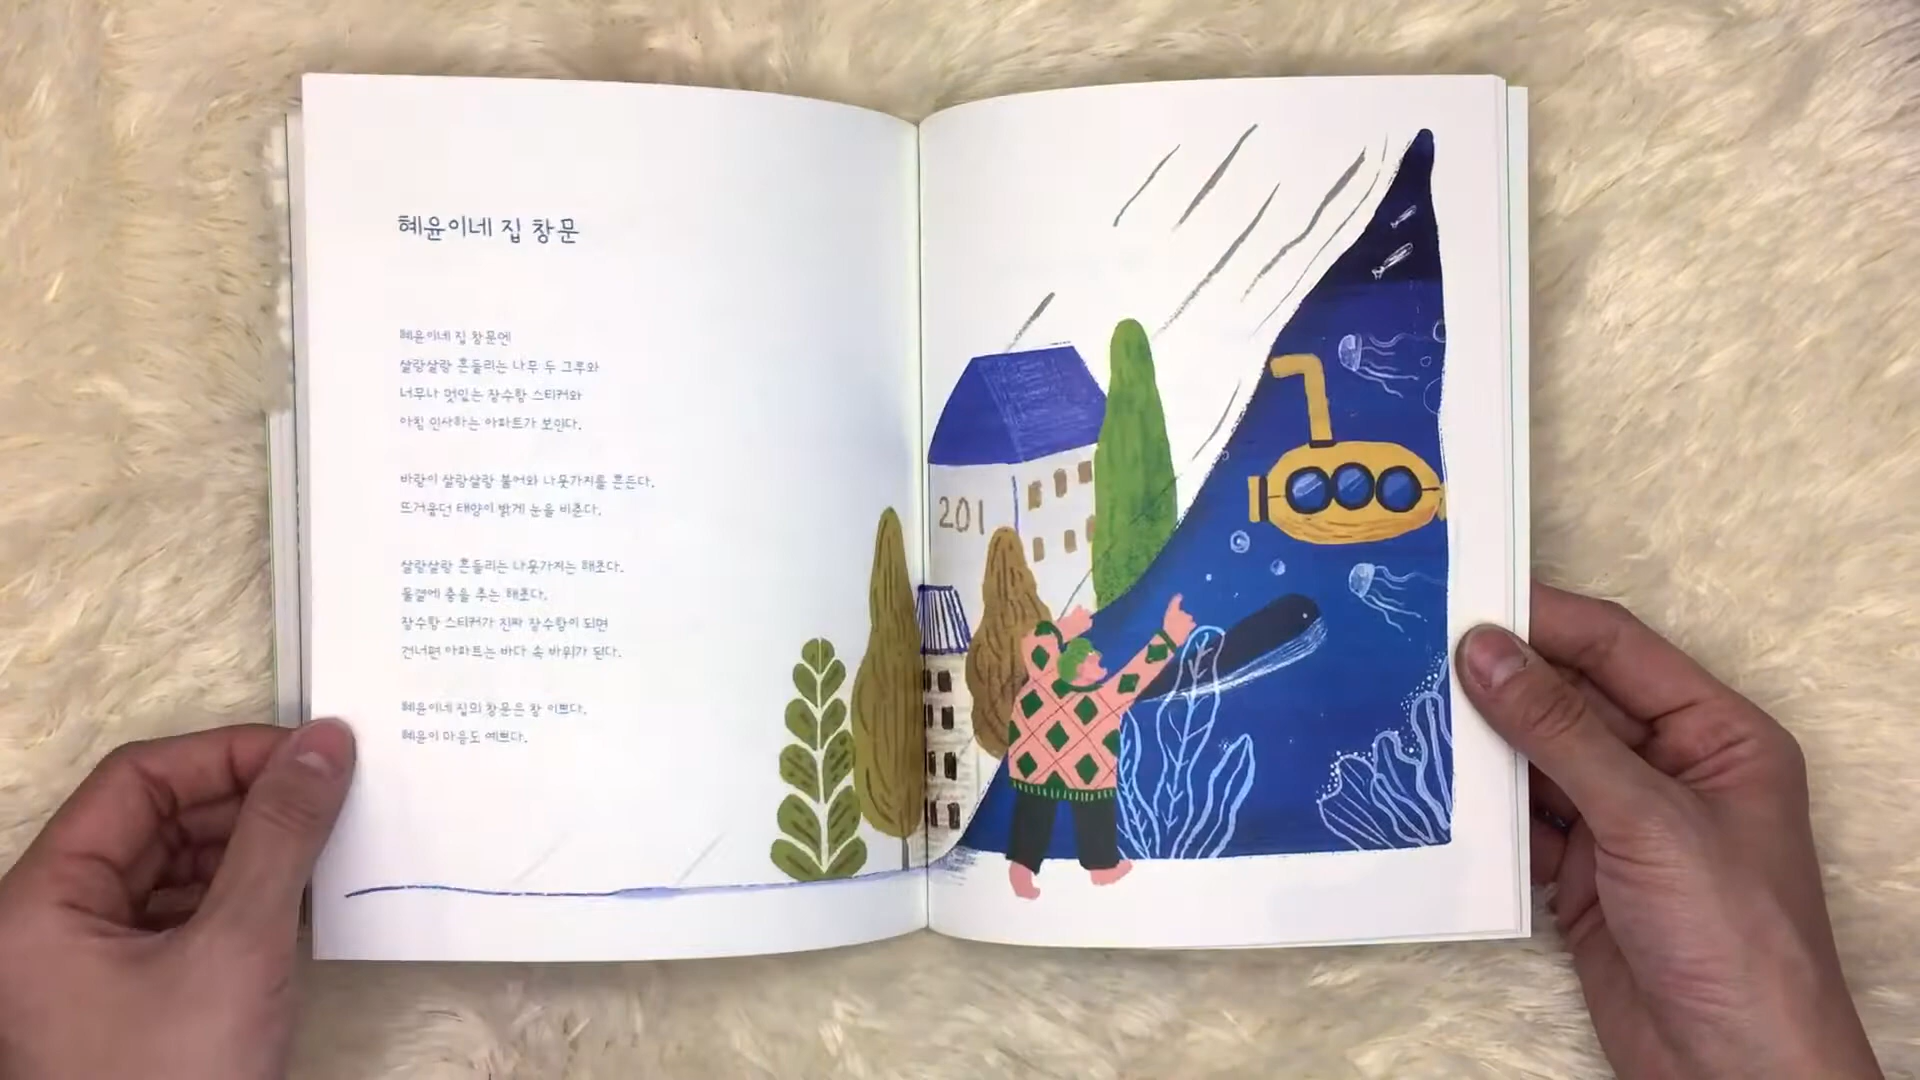 혜윤이네 집 창문
혜윤이네 집 창문엔
살랑살랑 흔들리는 나무 두 그루와
너무나 멋있는 잠수함 스티커와
아침 인사하는 아파트가 보인다.
바람이 살랑살랑 불어와 나뭇가지를 흔든다.
뜨거웁던 태양이 밝게 눈을 비춘다.
살랑살랑 흔들리는 나뭇가지는 해초다.
물결에 춤을 추는 해초다.
잠수함 스티커가 진짜 잠수함이 되면
건너편 아파트는 바다 속 바위가 된다.
혜윤이네 집의 창문은 참 이쁘다.
혜윤이 마음도 예쁘다.
201